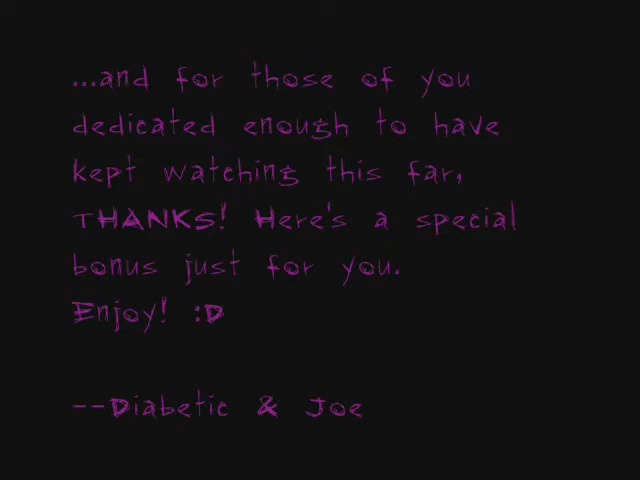 ...and for those of you
dedicated enough to have
kept watching this far,
THANKS! Here's a special
bonus just for you.
Enjoy! :D
--Diabetic & Joe